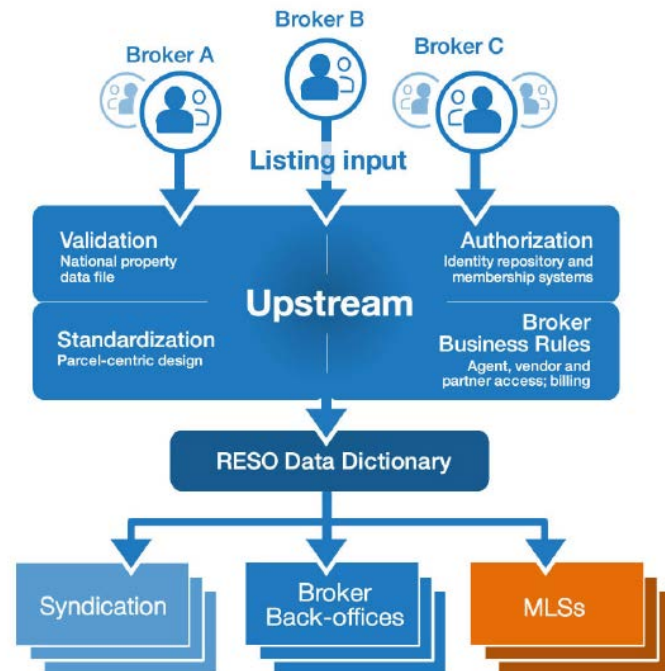 Broker A
Broker B
Broker C
Listing input
Validation
National property
data file
Authorization
Identity repository and
membership systems
Upstream
Standardization
Parcel-centric design
Broker
Business Rules
Agent, vendor and
partner access; billing
RESO Data Dictionary
Syndication
Broker
Back-offices
MLSs